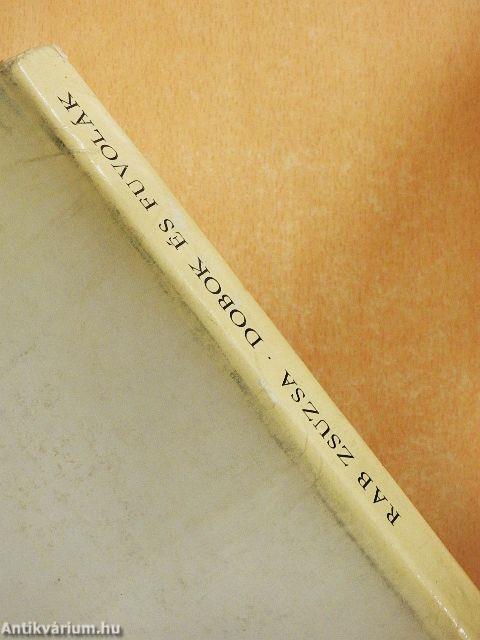 RAB ZSUZSA · DOBOK ÉS FUVOLÁK
Antikvárium.hu